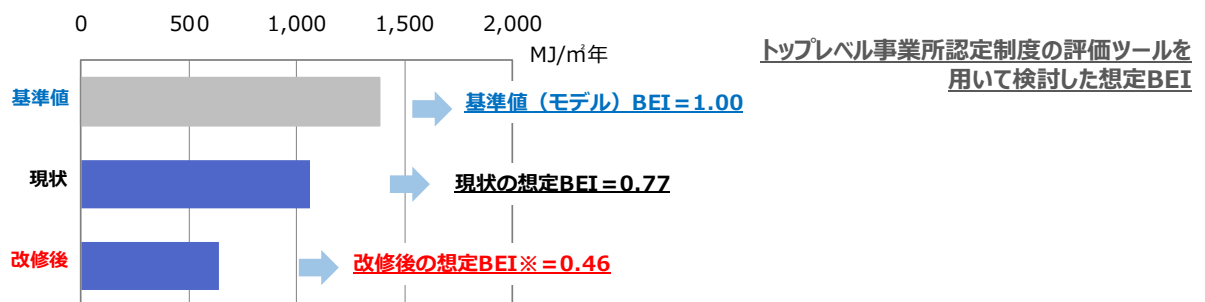 0 500 1,000 1,500 2,000
MJ/㎡年
トップレベル事業所認定制度の評価ツールを
用いて検討した想定BEI
基準値
基準値（モデル）BEI＝1.00
現状
現状の想定BEI＝0.77
改修後
改修後の想定BEI※＝0.46